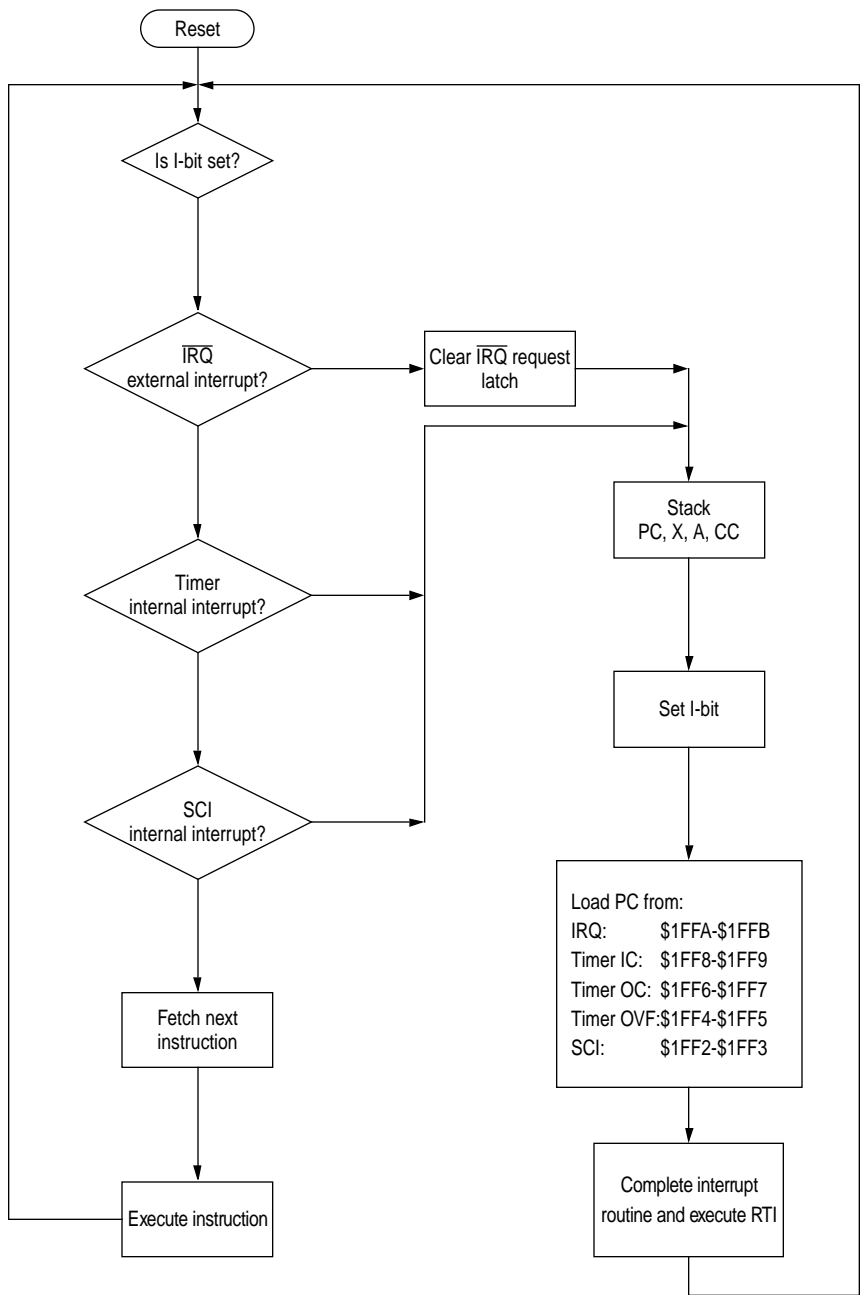 Reset
Is I-bit set?
I̅R̅Q̅
external interrupt?
Clear I̅R̅Q̅ request
latch
Stack
PC, X, A, CC
Timer
internal interrupt?
Set I-bit
SCI
internal interrupt?
Load PC from:
IRQ: $1FFA-$1FFB
Timer IC: $1FF8-$1FF9
Timer OC: $1FF6-$1FF7
Timer OVF:$1FF4-$1FF5
SCI: $1FF2-$1FF3
Fetch next
instruction
Complete interrupt
routine and execute RTI
Execute instruction